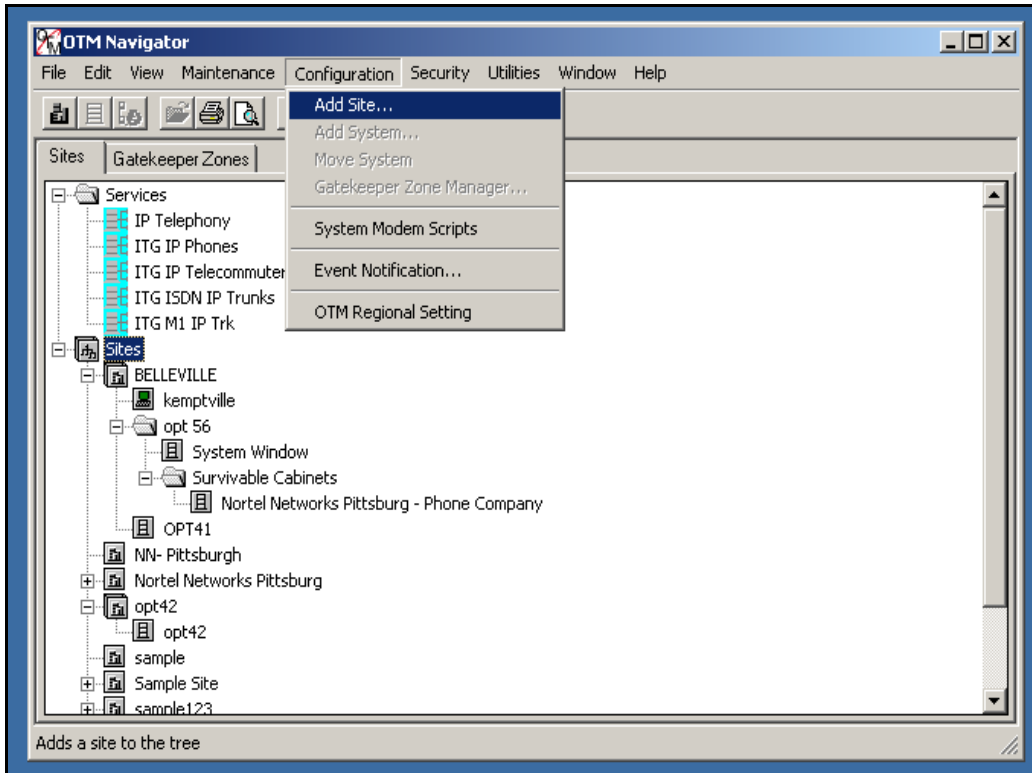 OTM Navigator
File Edit View Maintenance Configuration Security Utilities Window Help
Add Site...
Add System...
Move System
Gatekeeper Zone Manager...
System Modem Scripts
Event Notification...
OTM Regional Setting
Sites Gatekeeper Zones
Services
IP Telephony
ITG IP Phones
ITG IP Telecommuter
ITG ISDN IP Trunks
ITG M1 IP Trk
Sites
BELLEVILLE
kemptville
opt 56
System Window
Survivable Cabinets
Nortel Networks Pittsburg - Phone Company
OPT41
NN- Pittsburgh
Nortel Networks Pittsburg
opt42
opt42
sample
Sample Site
sample123
Adds a site to the tree